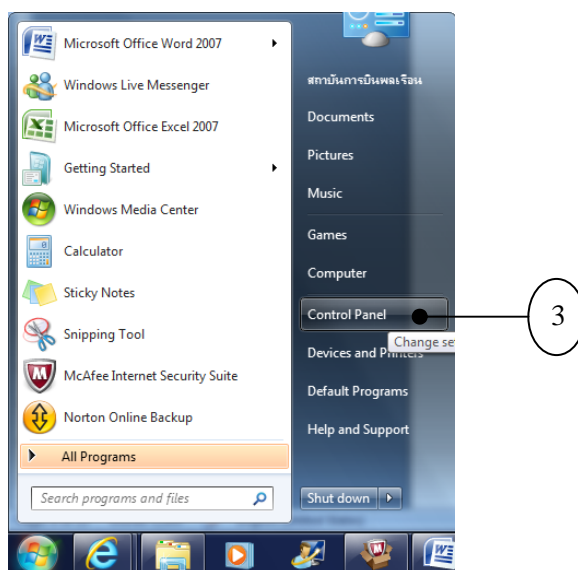 Microsoft Office Word 2007
Windows Live Messenger
Microsoft Office Excel 2007
Getting Started
Windows Media Center
Calculator
Sticky Notes
Snipping Tool
McAfee Internet Security Suite
Norton Online Backup
All Programs
Search programs and files
สถาบันการบินพลเรือน
Documents
Pictures
Music
Games
Computer
Control Panel
Change se
Devices and Printers
Default Programs
Help and Support
Shut down
3